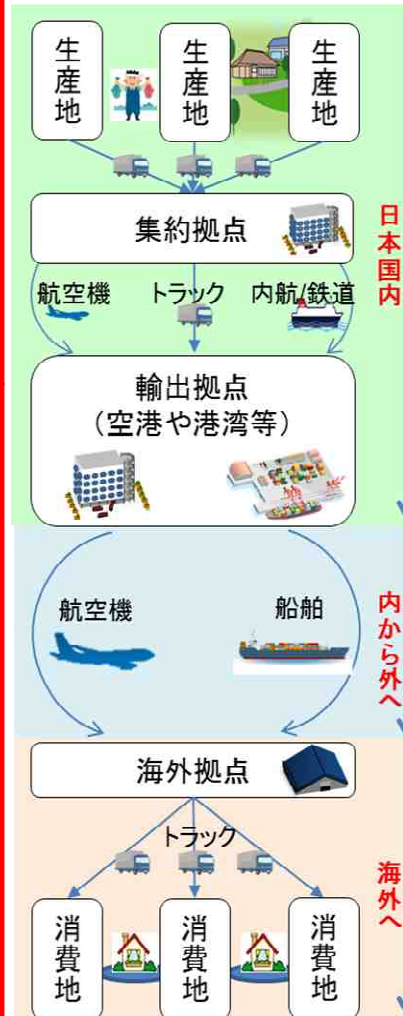 生産地
生産地
生産地
集約拠点
日本国内
航空機
トラック
内航/鉄道
輸出拠点
（空港や港湾等）
航空機
船舶
内から外へ
海外拠点
トラック
海外へ
消費地
消費地
消費地